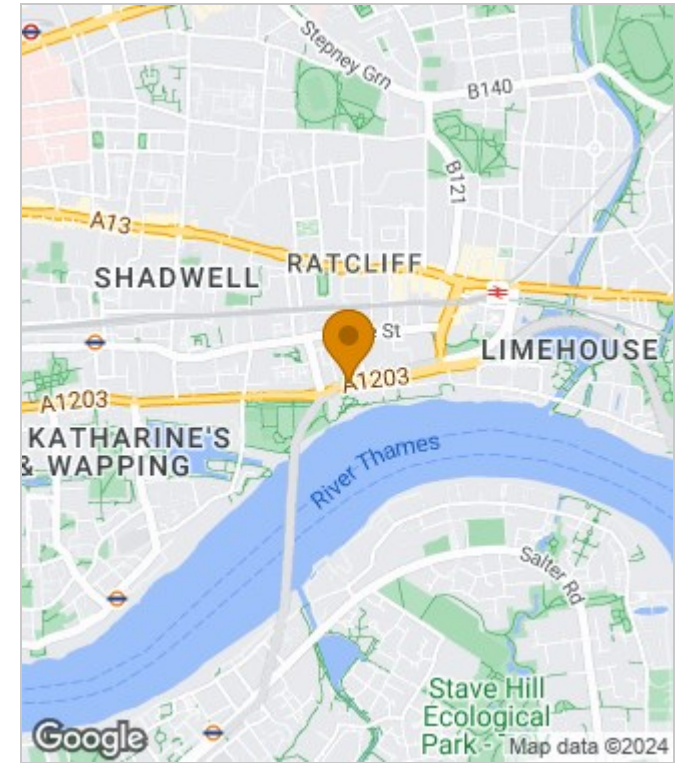 Stepney Grn
B140
B121
A13
RATCLIFF
SHADWELL
St
LIMEHOUSE
A1203
A1203
KATHARINE'S
& WAPPING
River Thames
Salter Rd
Stave Hill
Ecological
Park -
Google
Map data ©2024